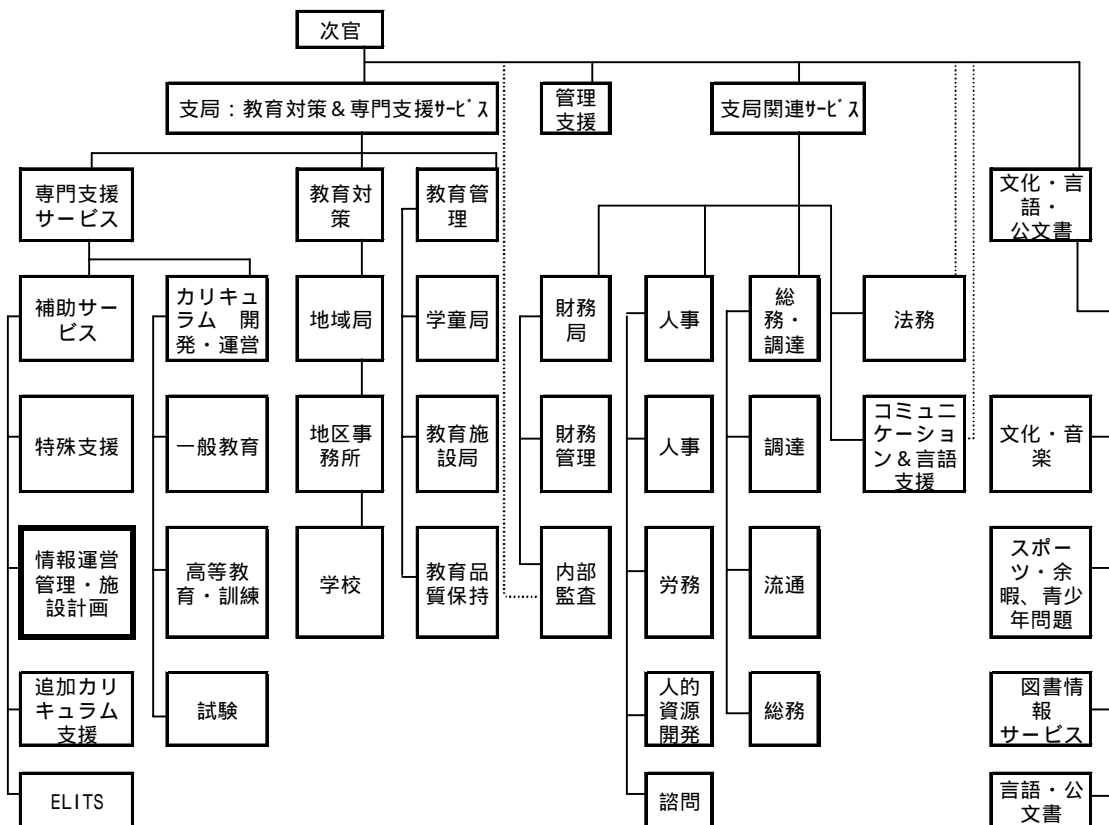 次官
支局：教育対策＆専門支援サービス
管理
支援
支局関連サービス
専門支援
サービス
教育対
策
教育管
理
文化・言
語・
公文書
補助サー
ビス
カリキュ
ラム　開
発・運営
地域局
学童局
財務
局
人事
総
務・
調達
法務
特殊支援
一般教育
地区事
務所
教育施
設局
財務
管理
人事
調達
コミュニ
ケーショ
ン＆言語
支援
文化・音
楽
情報運営
管理・施
設計画
高等教
育・訓練
学校
教育品
質保持
内部
監査
労務
流通
スポー
ツ・余
暇、青少
年問題
追加カリ
キュラム
支援
試験
人的
資源
開発
総務
図書情
報
サービス
ELITS
諮問
言語・公
文書